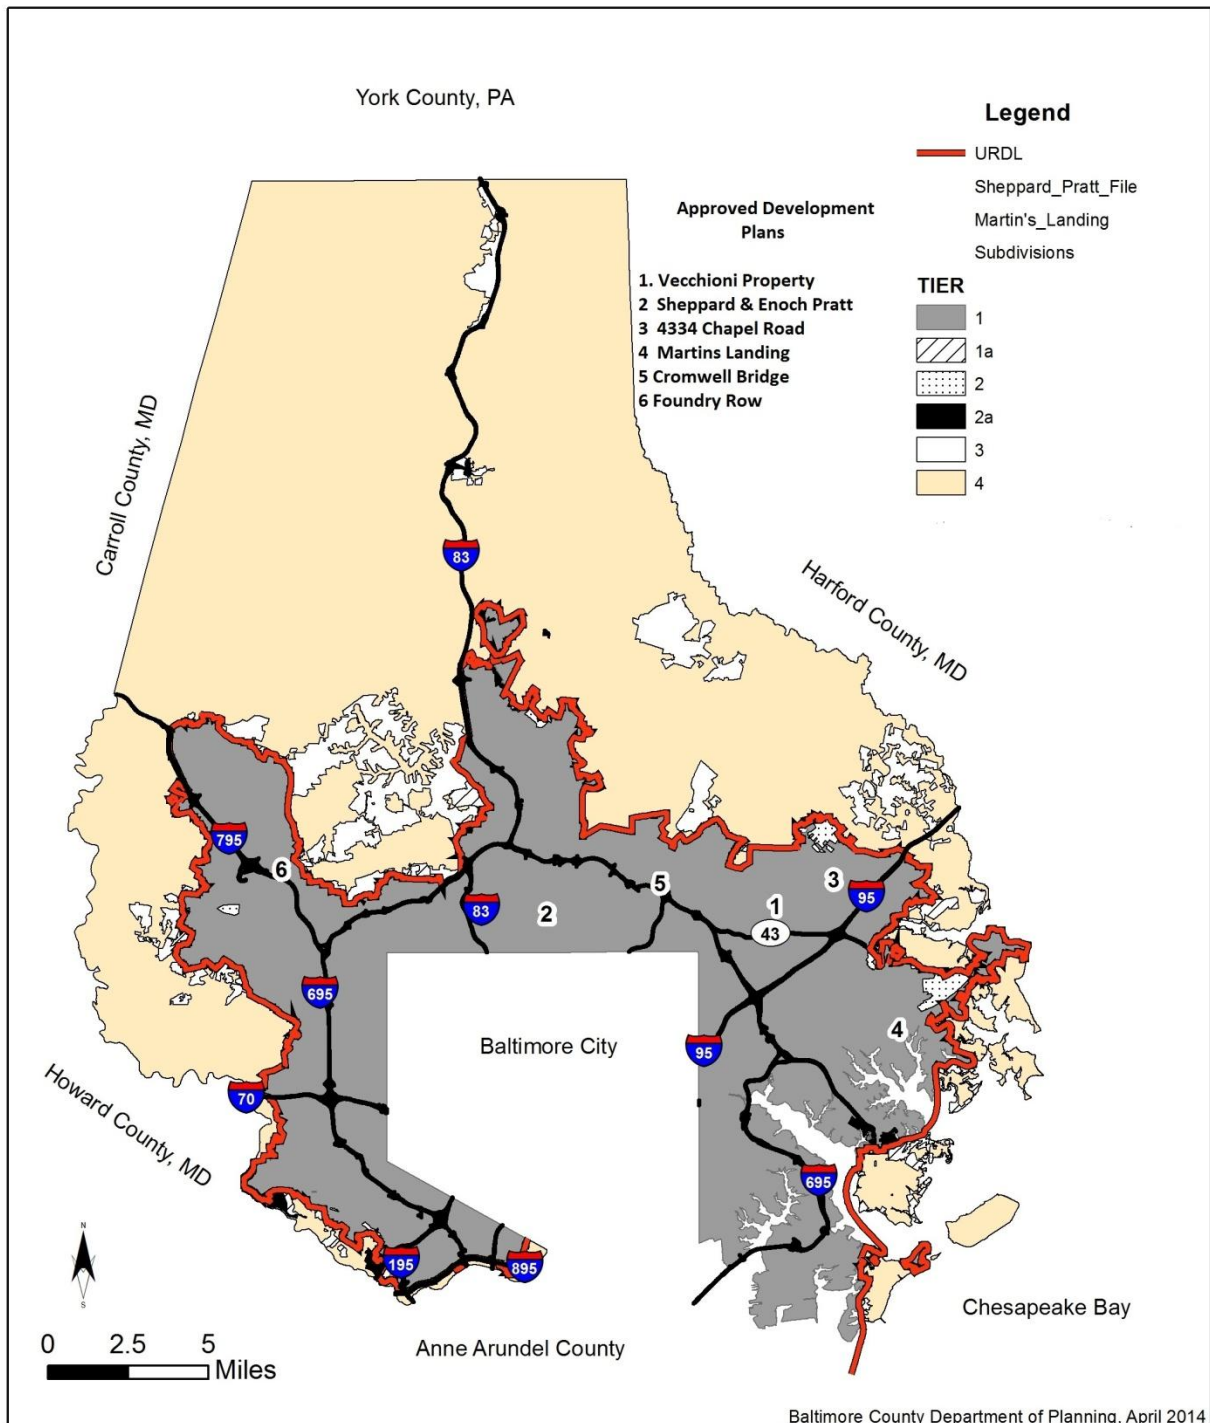 York County, PA
Legend
URDL
Sheppard_Pratt_File
Martin's_Landing
Subdivisions
TIER
1
1a
2
2a
3
4
Approved Development
Plans
1. Vecchioni Property
2 Sheppard & Enoch Pratt
3 4334 Chapel Road
4 Martins Landing
5 Cromwell Bridge
6 Foundry Row
Carroll County, MD
83
Harford County, MD
795
6
5
3
95
83
2
1
43
695
4
Baltimore City
95
70
Howard County, MD
695
N
S
195
895
Chesapeake Bay
0 2.5 5
Miles
Anne Arundel County
Baltimore County Department of Planning, April 2014